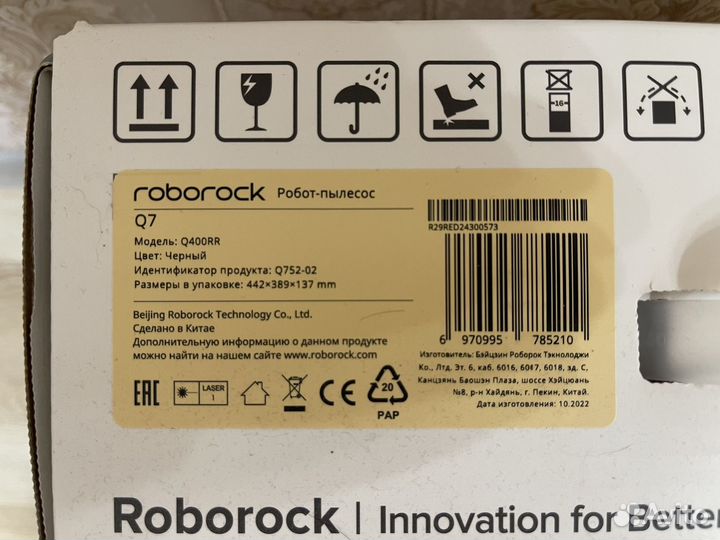 16
roborock Робот-пылесос
Q7
Модель: Q400RR
Цвет: Черный
Идентификатор продукта: Q752-02
Размеры в упаковке: 442×389×137 mm
R29RED24300573
Beijing Roborock Technology Co., Ltd.
Сделано в Китае
Дополнительную информацию о данном продукте
можно найти на нашем сайте www.roborock.com
6 970995 785210
Изготовитель: Бэйцзин Роборок Тэкнолоджи
Ко., Лтд, Эт. 6, каб. 6016, 6017, 6018, зд. C,
Канцзянь Баошэн Плаза, шоссе Хэйцюань
№8, р-н Хайдянь, г. Пекин, Китай.
Дата изготовления: 10.2022
EAC
LASER
1
CE
20
PAP
Roborock | Innovation for Better
Avito